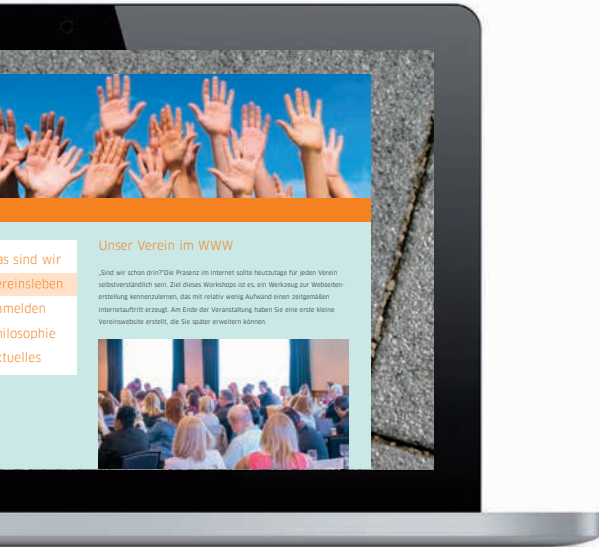 as sind wir
ereinsleben
nmelden
hilosophie
ktuelles
Unser Verein im WWW
„Sind wir schon drin?"Die Präsenz im Internet sollte heutzutage für jeden Verein
selbstverständlich sein. Ziel dieses Workshops ist es, ein Werkzeug zur Webseiten-
erstellung kennenzulernen, das mit relativ wenig Aufwand einen zeitgemäßen
Internetauftritt erzeugt. Am Ende der Veranstaltung haben Sie eine erste kleine
Vereinswebsite erstellt, die Sie später erweitern können.